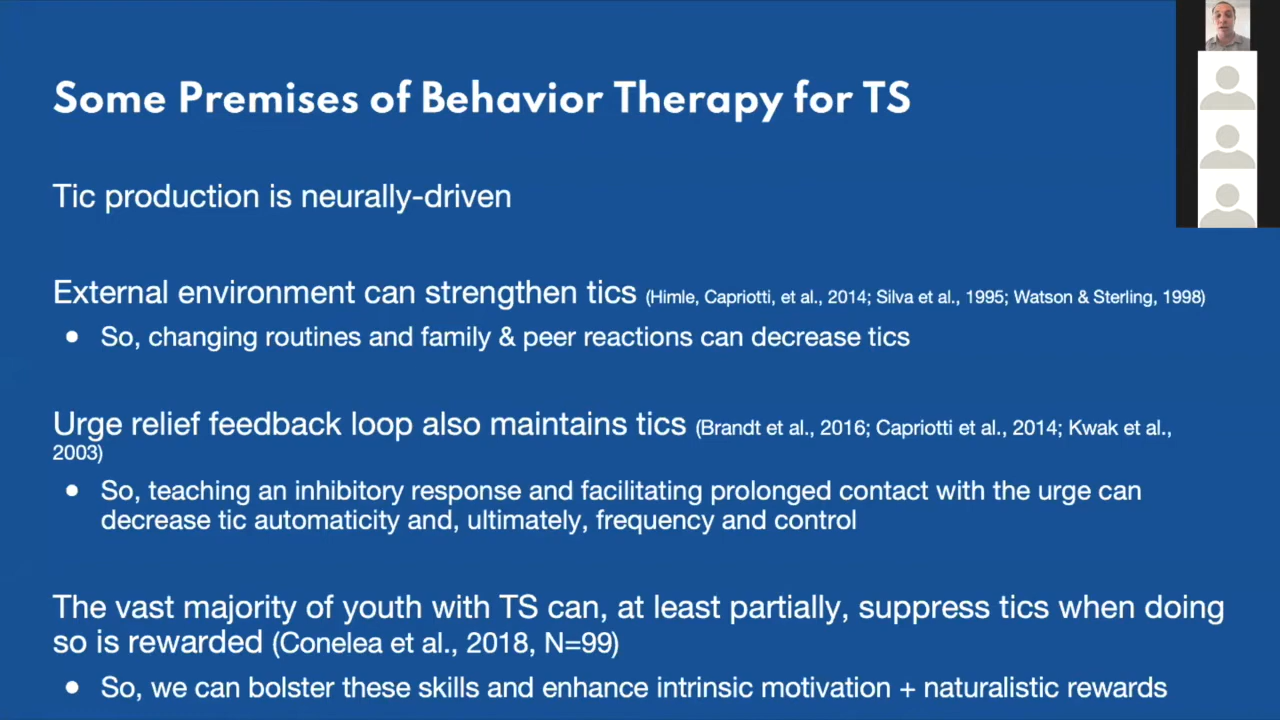 Some Premises of Behavior Therapy for TS
Tic production is neurally-driven
External environment can strengthen tics (Himle, Capriotti, et al., 2014; Silva et al., 1995; Watson & Sterling, 1998)
● So, changing routines and family & peer reactions can decrease tics
Urge relief feedback loop also maintains tics (Brandt et al., 2016; Capriotti et al., 2014; Kwak et al.,
2003)
● So, teaching an inhibitory response and facilitating prolonged contact with the urge can
decrease tic automaticity and, ultimately, frequency and control
The vast majority of youth with TS can, at least partially, suppress tics when doing
so is rewarded (Conelea et al., 2018, N=99)
● So, we can bolster these skills and enhance intrinsic motivation + naturalistic rewards